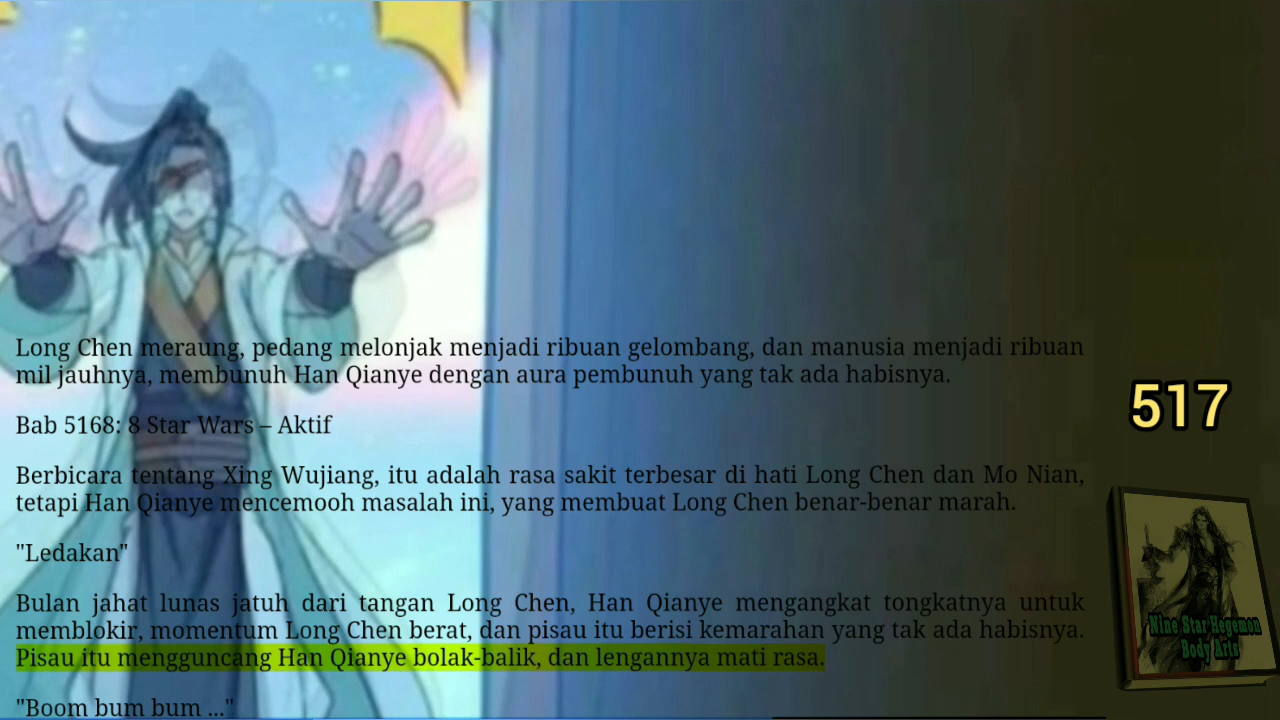 Long Chen meraung, pedang melonjak menjadi ribuan gelombang, dan manusia menjadi ribuan
mil jauhnya, membunuh Han Qianye dengan aura pembunuh yang tak ada habisnya.
Bab 5168: 8 Star Wars – Aktif
517
Berbicara tentang Xing Wujiang, itu adalah rasa sakit terbesar di hati Long Chen dan Mo Nian,
tetapi Han Qianye mencemooh masalah ini, yang membuat Long Chen benar-benar marah.
"Ledakan"
Bulan jahat lunas jatuh dari tangan Long Chen, Han Qianye mengangkat tongkatnya untuk
memblokir, momentum Long Chen berat, dan pisau itu berisi kemarahan yang tak ada habisnya.
Pisau itu mengguncang Han Qianye bolak-balik, dan lengannya mati rasa.
Nine Star Hegemon
Body Arts
"Boom bum bum ..."